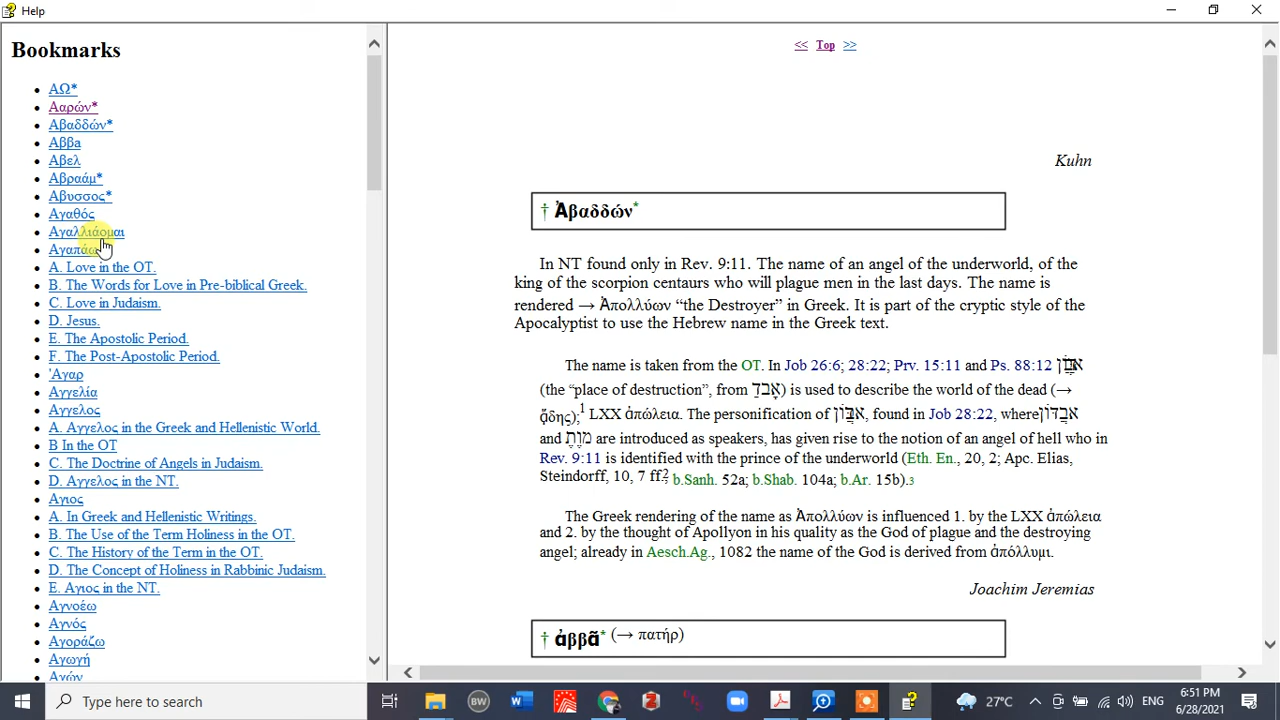 Help
Bookmarks
ΑΩ*
Ααρών*
Αβαδδών*
Αββa
Αβελ
Αβραάμ*
Αβυσσος*
Αγαθός
Αγαλλιάομαι
Αγαπάω
A. Love in the OT.
B. The Words for Love in Pre-biblical Greek.
C. Love in Judaism.
D. Jesus.
E. The Apostolic Period.
F. The Post-Apostolic Period.
'Αγαρ
Αγγελία
Αγγελος
A. Αγγελος in the Greek and Hellenistic World.
B In the OT
C. The Doctrine of Angels in Judaism.
D. Αγγελος in the NT.
Αγιος
A. In Greek and Hellenistic Writings.
B. The Use of the Term Holiness in the OT.
C. The History of the Term in the OT.
D. The Concept of Holiness in Rabbinic Judaism.
E. Αγιος in the NT.
Αγνοέω
Αγνός
Αγοράζω
Αγωγή
Αγών
<< Top >>
Kuhn
† Ἀβαδδών*
In NT found only in Rev. 9:11. The name of an angel of the underworld, of the
king of the scorpion centaurs who will plague men in the last days. The name is
rendered → Ἀπολλύων “the Destroyer” in Greek. It is part of the cryptic style of the
Apocalyptist to use the Hebrew name in the Greek text.
The name is taken from the OT. In Job 26:6; 28:22; Prv. 15:11 and Ps. 88:12
(the “place of destruction”, from אָבַד) is used to describe the world of the dead (→
ᾅδης);1 LXX ἀπώλεια. The personification of , found in Job 28:22, where אֲבַדּוֹן
and מָוֶת are introduced as speakers, has given rise to the notion of an angel of hell who in
Rev. 9:11 is identified with the prince of the underworld (Eth. En., 20, 2; Apc. Elias,
Steindorff, 10, 7 ff.2; b.Sanh. 52a; b.Shab. 104a; b.Ar. 15b).3
The Greek rendering of the name as Ἀπολλύων is influenced 1. by the LXX ἀπώλεια
and 2. by the thought of Apollyon in his quality as the God of plague and the destroying
angel; already in Aesch.Ag., 1082 the name of the God is derived from ἀπόλλυμι.
Joachim Jeremias
† ἀββᾶ* (→ πατήρ)
Type here to search
BW
W
27°C
ENG
6:51 PM
6/28/2021